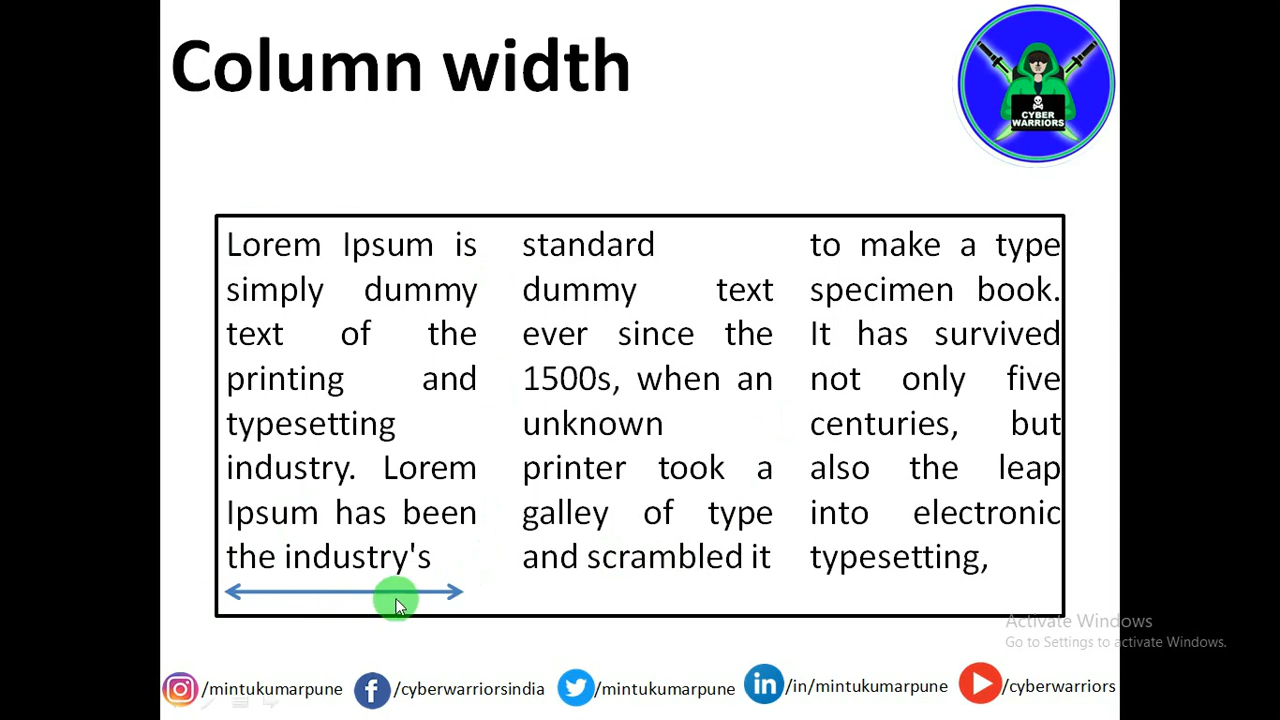 Column width
CYBER
WARRIORS
Lorem Ipsum is
simply dummy
text of the
printing and
typesetting
industry. Lorem
Ipsum has been
the industry's
standard
dummy text
ever since the
1500s, when an
unknown
printer took a
galley of type
and scrambled it
to make a type
specimen book.
It has survived
not only five
centuries, but
also the leap
into electronic
typesetting,
Activate Windows
Go to Settings to activate Windows.
/mintukumarpune
/cyberwarriorsindia
/mintukumarpune
/in/mintukumarpune
/cyberwarriors